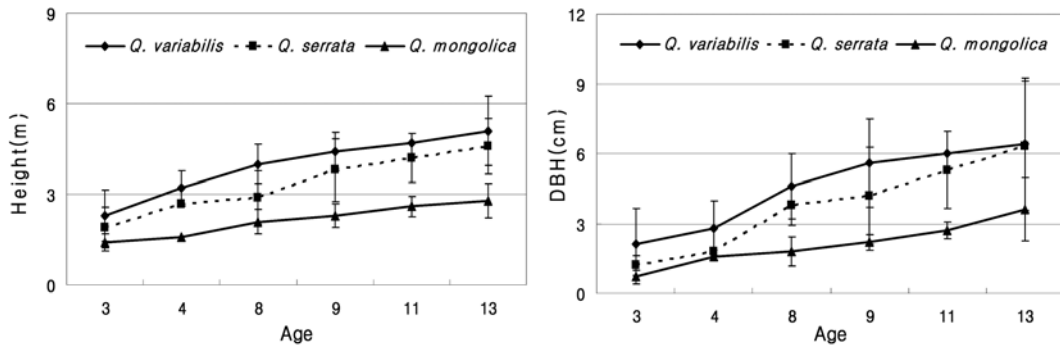 9
Q. variabilis Q. serrata Q. mongolica
6
3
0
Height(m)
3 4 8 9 11 13
Age
12
Q. variabilis Q. serrata Q. mongolica
9
6
3
0
DBH(cm)
3 4 8 9 11 13
Age